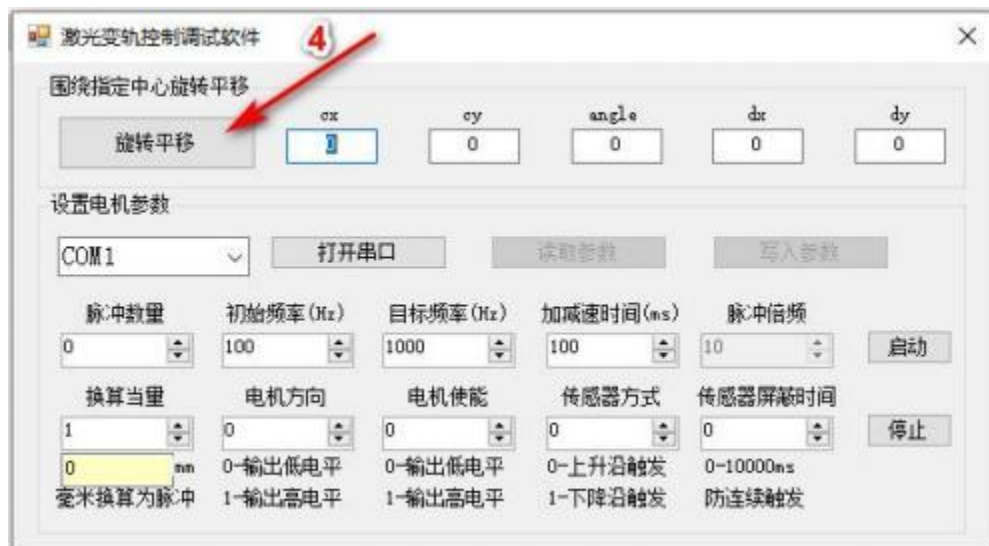 激光变轨控制调试软件
4
围绕指定中心旋转平移
cx cy angle dx dy
旋转平移 0 0 0 0 0
设置电机参数
COM1 打开串口 读取参数 写入参数
脉冲数量 初始频率(Hz) 目标频率(Hz) 加减速时间(ms) 脉冲倍频
0 100 1000 100 10 启动
换算当量 电机方向 电机使能 传感器方式 传感器屏蔽时间
1 0 0 0 0 停止
0 mm 0-输出低电平 0-输出低电平 0-上升沿触发 0-10000ms
毫米换算为脉冲 1-输出高电平 1-输出高电平 1-下降沿触发 防连续触发